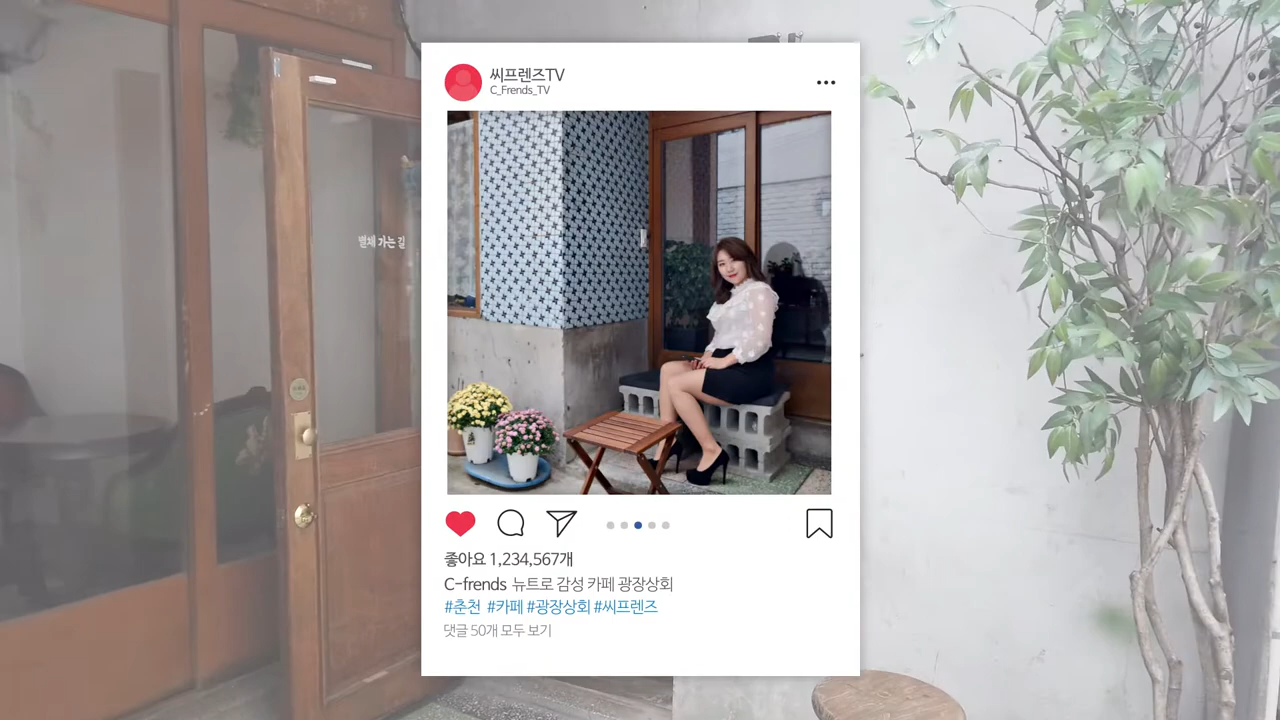 씨프렌즈TV
C_Frends_TV
별세 가는 길
좋아요 1,234,567개
C-frends 뉴트로 감성 카페 광장상회
#춘천 #카페 #광장상회 #씨프렌즈
댓글 50개 모두 보기